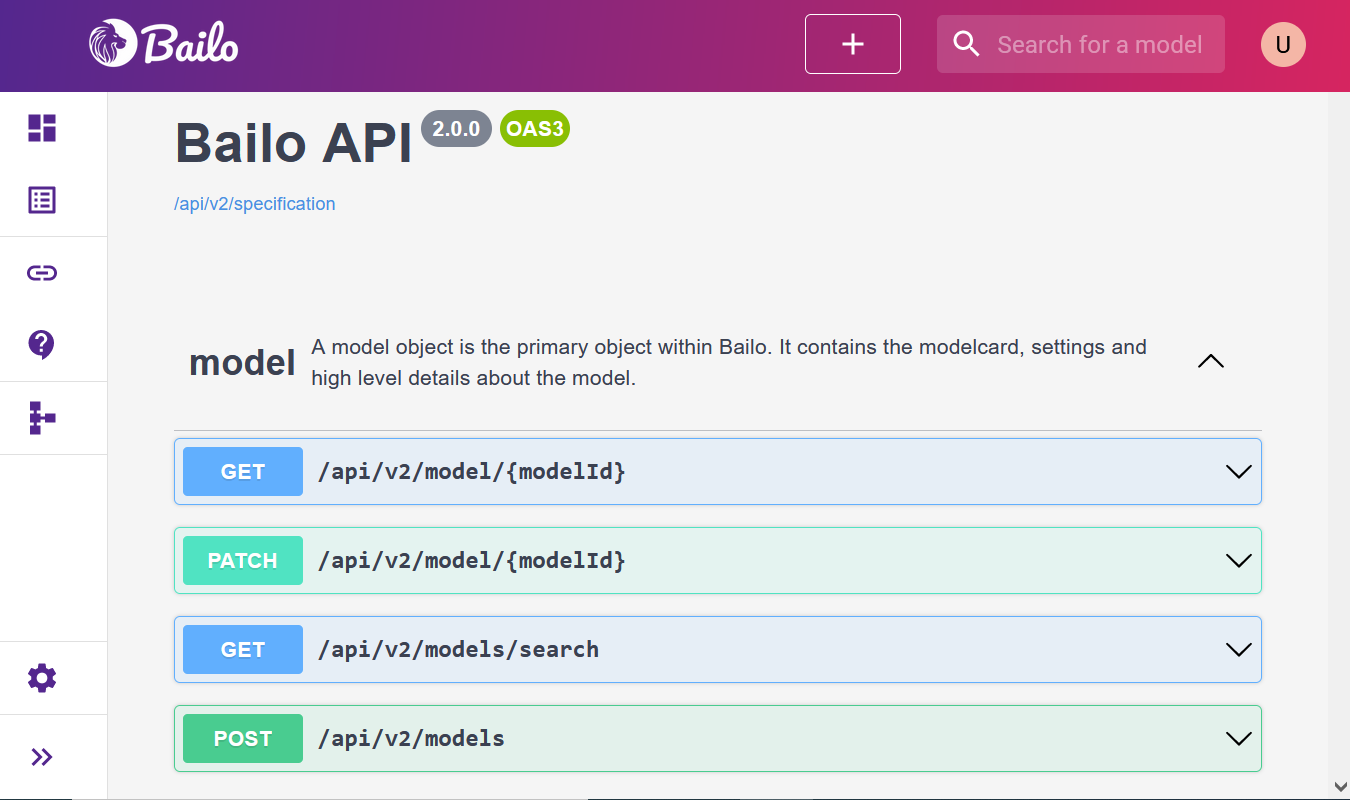 Bailo
Search for a model
U
Bailo API 2.0.0 OAS3
/api/v2/specification
model
A model object is the primary object within Bailo. It contains the modelcard, settings and
high level details about the model.
GET /api/v2/model/{modelId}
PATCH /api/v2/model/{modelId}
GET /api/v2/models/search
POST /api/v2/models